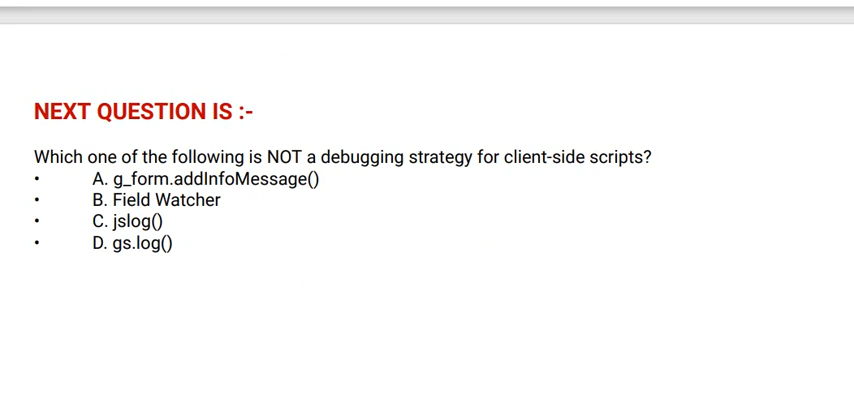 NEXT QUESTION IS :-
Which one of the following is NOT a debugging strategy for client-side scripts?
• A. g_form.addInfoMessage()
• B. Field Watcher
• C. jslog()
• D. gs.log()